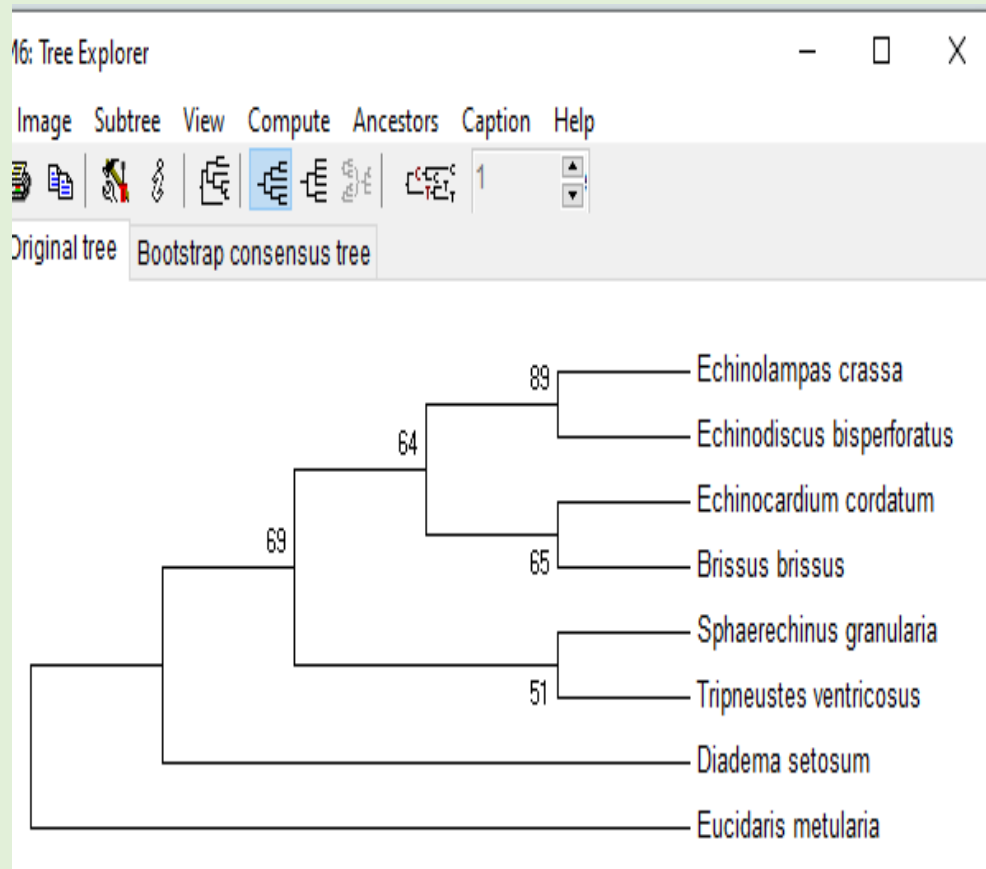 M6: Tree Explorer
Image Subtree View Compute Ancestors Caption Help
1
Original tree Bootstrap consensus tree
89 Echinolampas crassa
Echinodiscus bisperforatus
64
Echinocardium cordatum
69
65 Brissus brissus
Sphaerechinus granularia
51 Tripneustes ventricosus
Diadema setosum
Eucidaris metularia